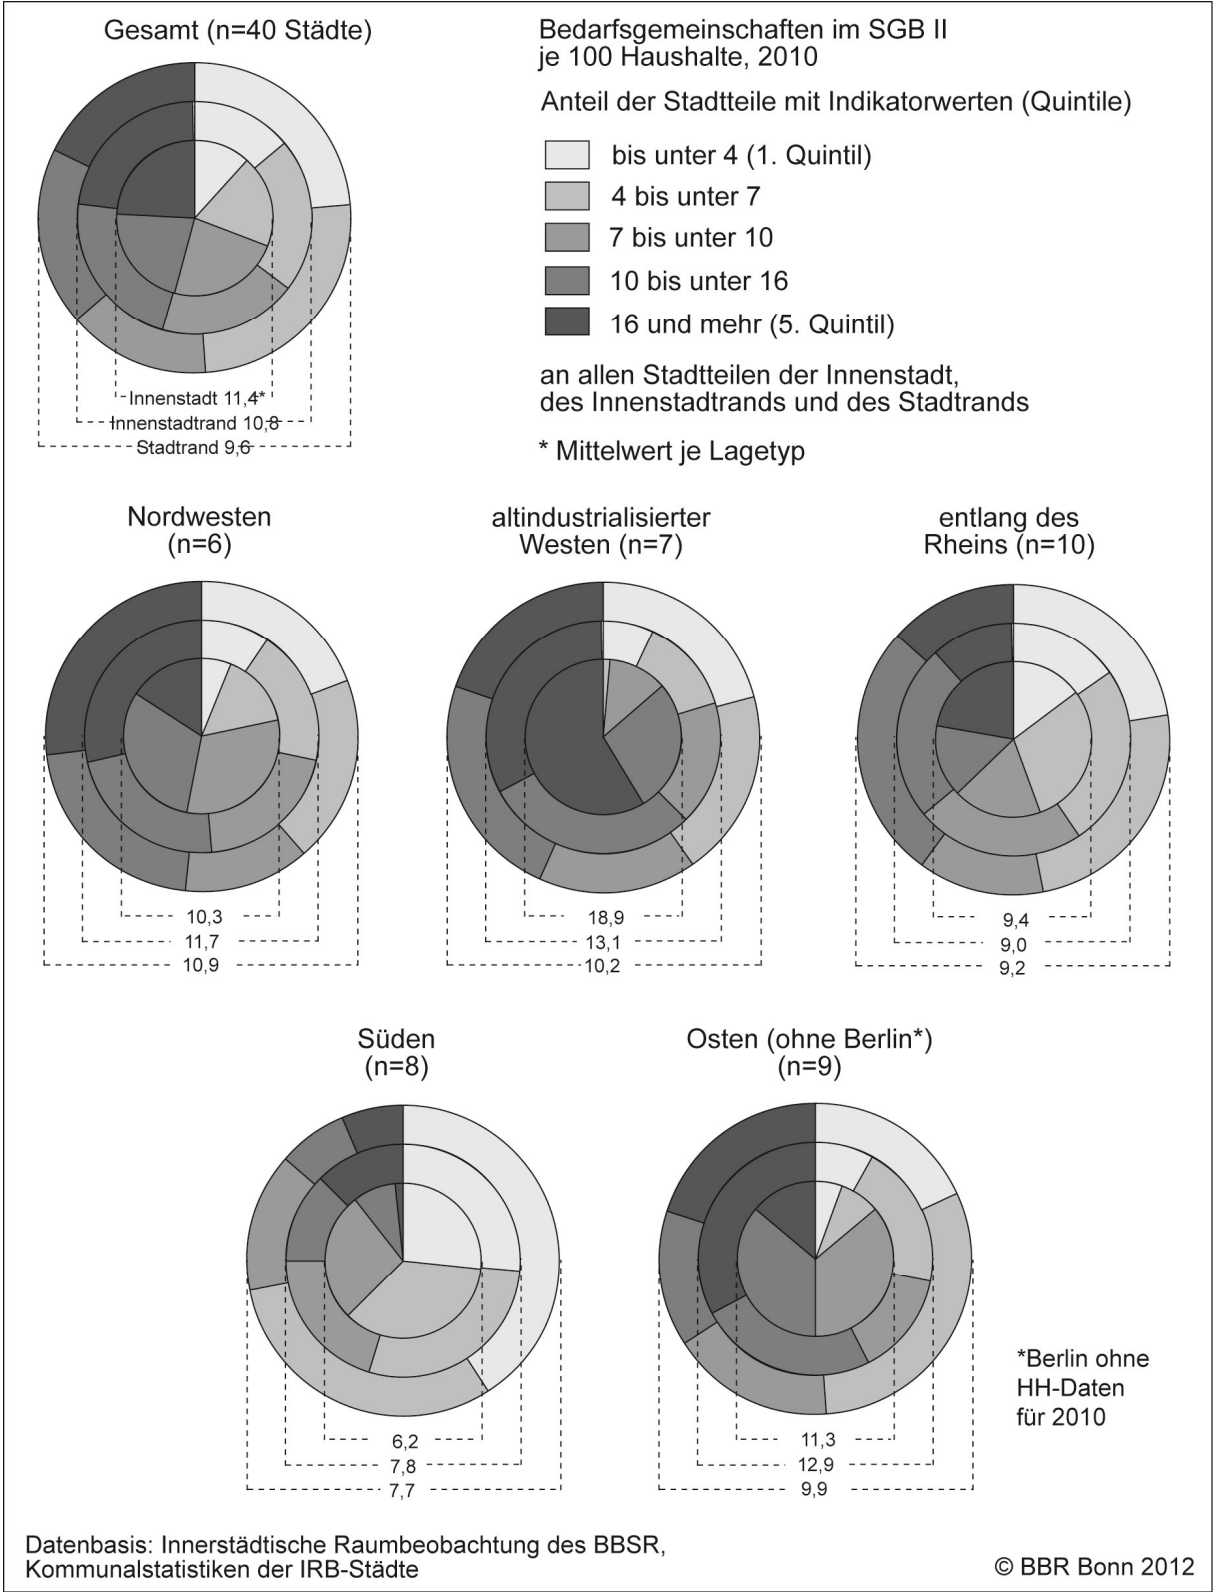 Gesamt (n=40 Städte)
Bedarfsgemeinschaften im SGB II
je 100 Haushalte, 2010
Anteil der Stadtteile mit Indikatorwerten (Quintile)
bis unter 4 (1. Quintil)
4 bis unter 7
7 bis unter 10
10 bis unter 16
16 und mehr (5. Quintil)
an allen Stadtteilen der Innenstadt,
des Innenstadtrands und des Stadtrands
* Mittelwert je Lagetyp
Innenstadt 11,4*
Innenstadtrand 10,8
Stadtrand 9,6
Nordwesten
(n=6)
10,3
11,7
10,9
altindustrialisierter
Westen (n=7)
18,9
13,1
10,2
entlang des
Rheins (n=10)
9,4
9,0
9,2
Süden
(n=8)
6,2
7,8
7,7
Osten (ohne Berlin*)
(n=9)
11,3
12,9
9,9
*Berlin ohne
HH-Daten
für 2010
Datenbasis: Innerstädtische Raumbeobachtung des BBSR,
Kommunalstatistiken der IRB-Städte
© BBR Bonn 2012